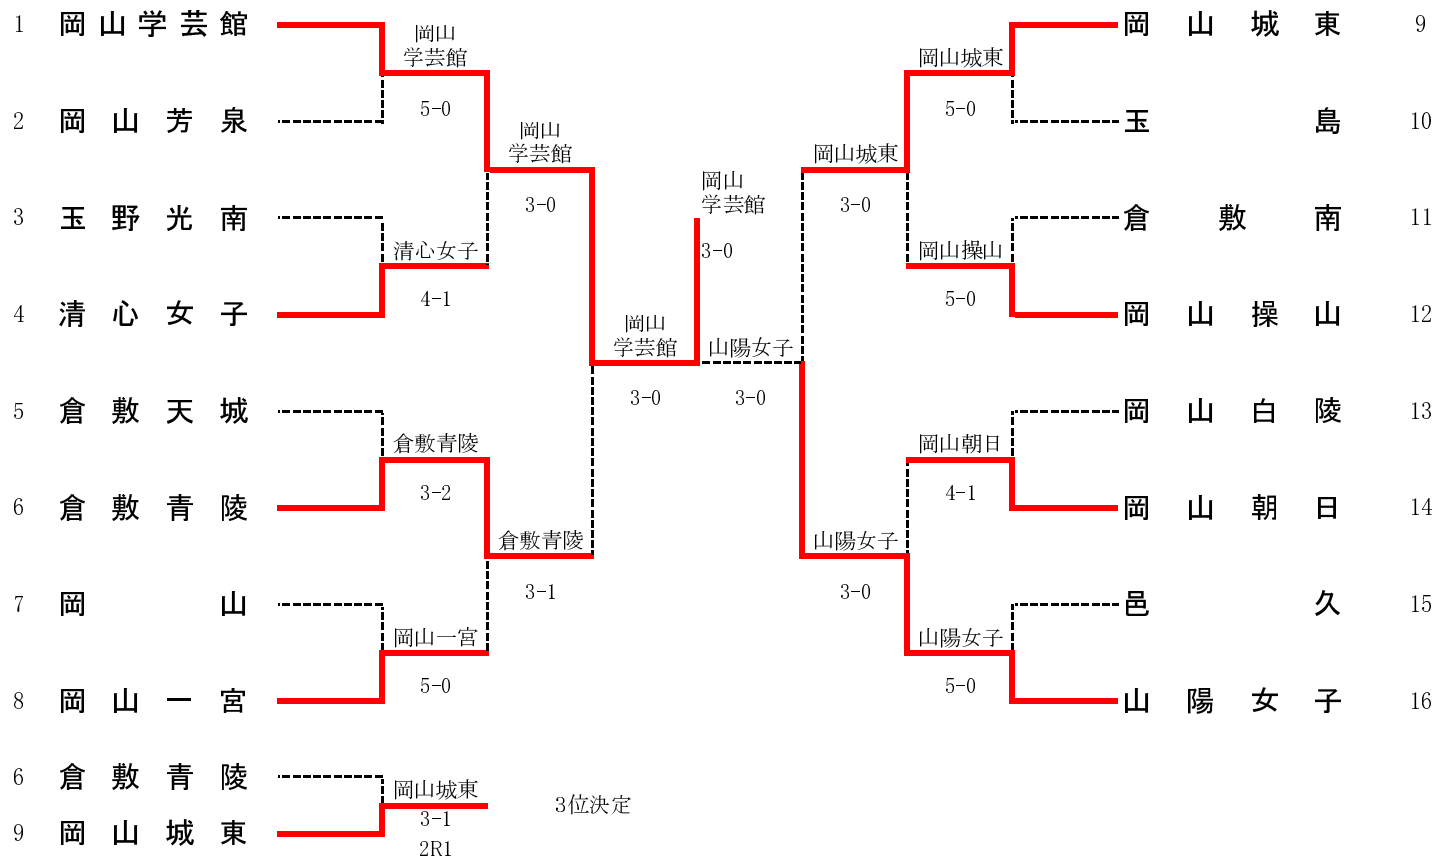 1 岡山学芸館
2 岡山芳泉
3 玉野光南
4 清心女子
5 倉敷天城
6 倉敷青陵
7 岡山
8 岡山一宮
岡山
学芸館
5-0
清心女子
4-1
倉敷青陵
3-2
岡山一宮
5-0
岡山
学芸館
3-0
倉敷青陵
3-1
岡山
学芸館
3-0
岡山
学芸館
3-0
山陽女子
3-0
岡山城東
3-0
山陽女子
3-0
岡山城東
5-0
岡山操山
5-0
岡山朝日
4-1
山陽女子
5-0
岡山城東 9
玉島 10
倉敷南 11
岡山操山 12
岡山白陵 13
岡山朝日 14
邑久 15
山陽女子 16
6 倉敷青陵
9 岡山城東
岡山城東
3-1
2R1
3位決定